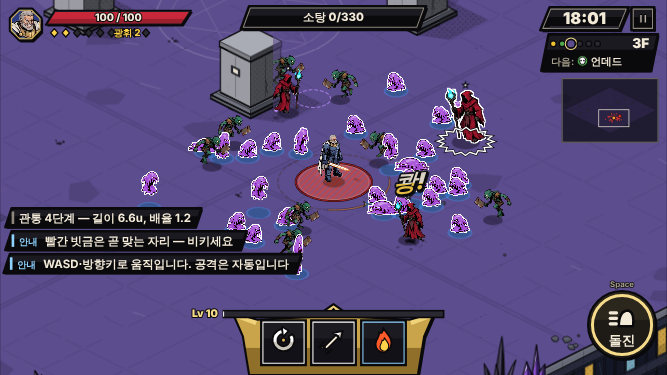 100 / 100
광휘 2
소탕 0/330
18:01
3F
다음: 언데드
쾅!
관통 4단계 — 길이 6.6u, 배율 1.2
안내 빨간 빗금은 곧 맞는 자리 — 비키세요
안내 WASD·방향키로 움직입니다. 공격은 자동입니다
Lv 10
Space
돌진